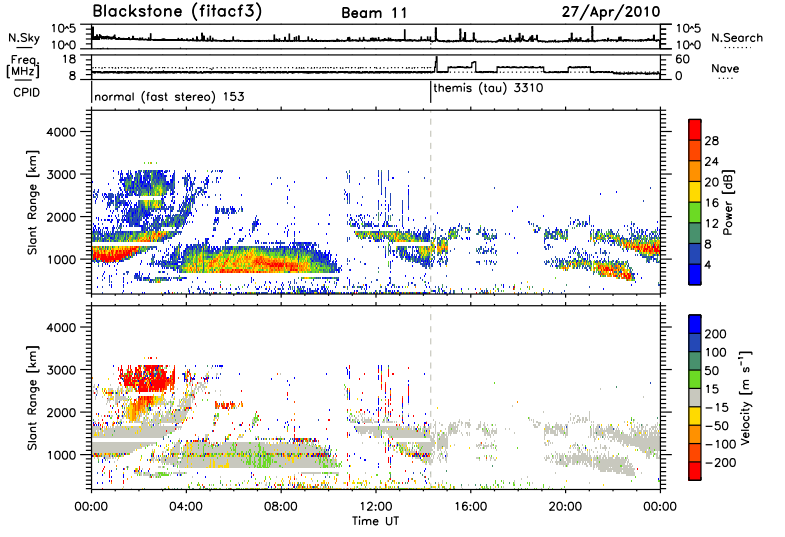 Blackstone (fitacf3) Beam 11 27/Apr/2010
N.Sky 10^5 10^0 10^5 10^0 N.Search
Freq. [MHz] 18 8 60 0 Nave
CPID normal (fast stereo) 153 themis (tau) 3310
Slant Range [km] 4000 3000 2000 1000
28 24 20 16 12 8 4 Power [dB]
Slant Range [km] 4000 3000 2000 1000
200 100 50 15 -15 -50 -100 -200 Velocity [m s⁻¹]
00:00 04:00 08:00 12:00 16:00 20:00 00:00
Time UT